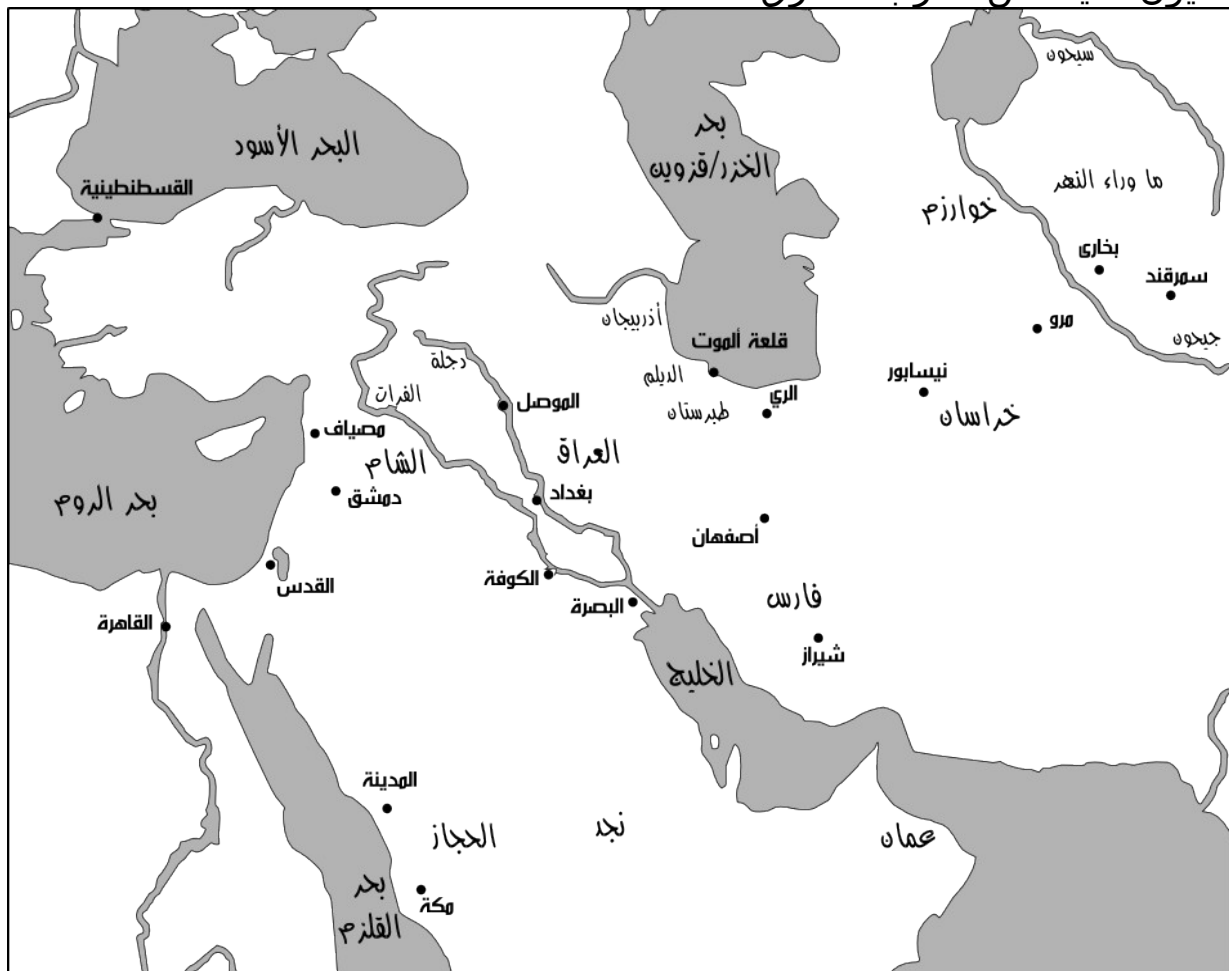 سيحون
البحر الأسود
بحر
الخزر/قزوين
ما وراء النهر
القسطنطينية
خوارزم
بخارى
سمرقند
أذربيجان
مرو
جيحون
قلعة ألموت
دجلة
الديلم
نيسابور
الفرات
الموصل
طبرستان
الري
خراسان
مصياف
الشام
العراق
بحر الروم
دمشق
بغداد
أصفهان
القدس
الكوفة
البصرة
فارس
القاهرة
شيراز
الخليج
المدينة
الحجاز
نجد
عمان
بحر
القلزم
مكة